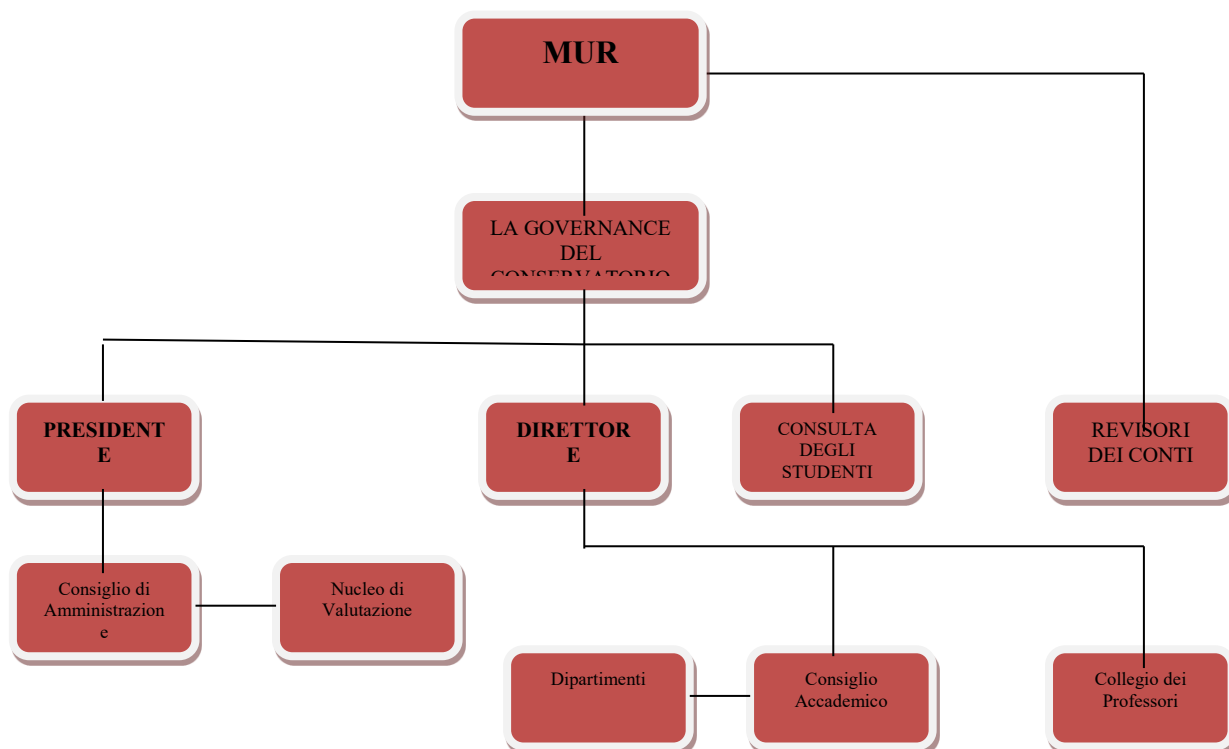 MUR
LA GOVERNANCE
DEL
CONSERVATORIO
PRESIDENT
E
DIRETTOR
E
CONSULTA
DEGLI
STUDENTI
REVISORI
DEI CONTI
Consiglio di
Amministrazion
e
Nucleo di
Valutazione
Dipartimenti
Consiglio
Accademico
Collegio dei
Professori